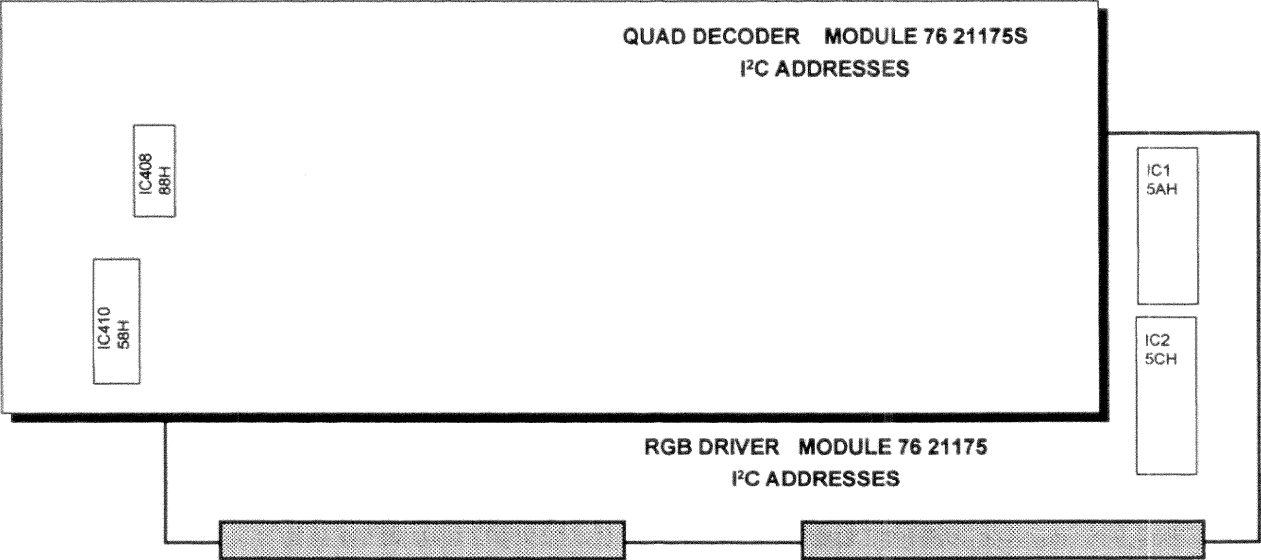 QUAD DECODER MODULE 76 21175S
I²C ADDRESSES
IC408
88H
IC1
5AH
IC410
58H
IC2
5CH
RGB DRIVER MODULE 76 21175
I²C ADDRESSES